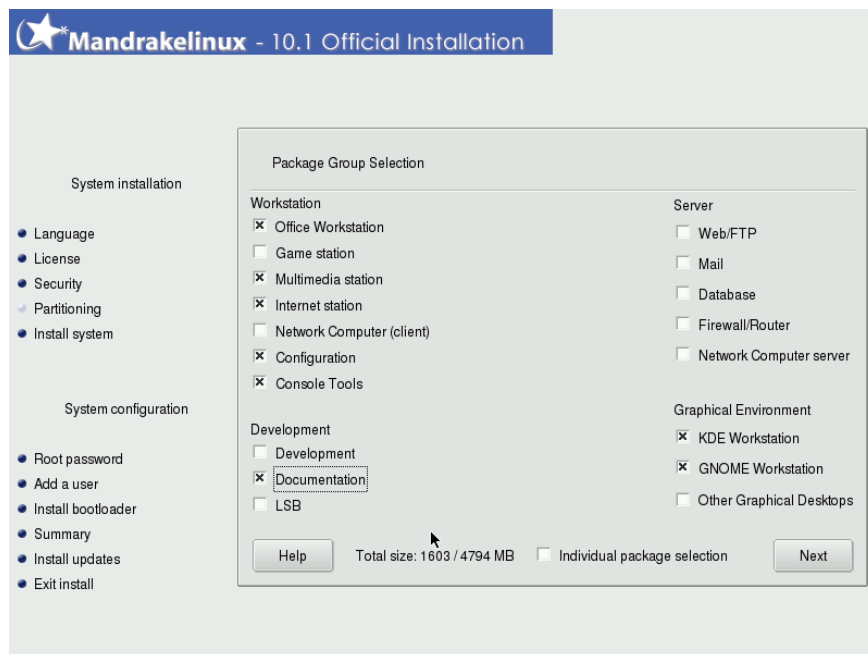 Mandrakelinux - 10.1 Official Installation
System installation
Language
License
Security
Partitioning
Install system
System configuration
Root password
Add a user
Install bootloader
Summary
Install updates
Exit install
Package Group Selection
Workstation
Office Workstation
Game station
Multimedia station
Internet station
Network Computer (client)
Configuration
Console Tools
Development
Development
Documentation
LSB
Server
Web/FTP
Mail
Database
Firewall/Router
Network Computer server
Graphical Environment
KDE Workstation
GNOME Workstation
Other Graphical Desktops
Help
Total size: 1603 / 4794 MB
Individual package selection
Next